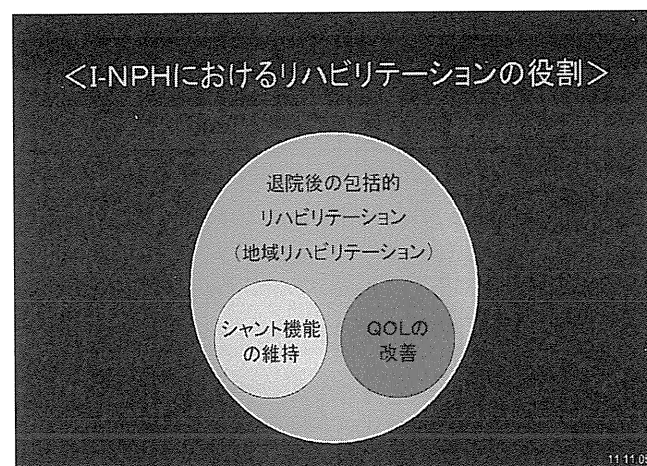 <I-NPHにおけるリハビリテーションの役割>
退院後の包括的
リハビリテーション
(地域リハビリテーション)
シャント機能
の維持
QOLの
改善
11.11.05